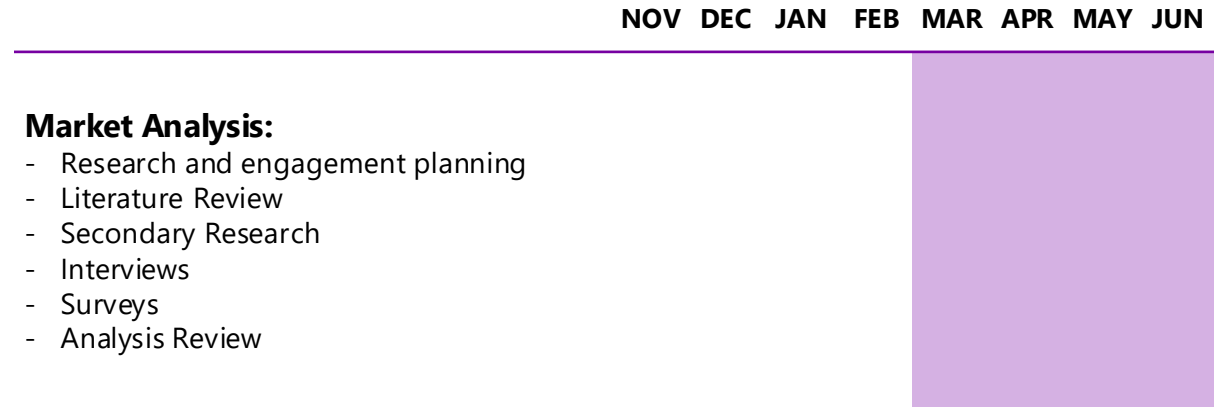 NOV DEC JAN FEB MAR APR MAY JUN
Market Analysis:
- Research and engagement planning
- Literature Review
- Secondary Research
- Interviews
- Surveys
- Analysis Review